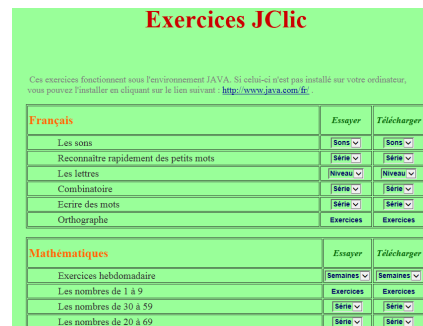 Exercices JClic
Ces exercices fonctionnent sous l'environnement JAVA. Si celui-ci n'est pas installé sur votre ordinateur,
vous pouvez l'installer en cliquant sur le lien suivant : http://www.java.com/fr/ .
Français Essayer Télécharger
Les sons Sons Sons
Reconnaître rapidement des petits mots Série Série
Les lettres Niveau Niveau
Combinatoire Série Série
Ecrire des mots Série Série
Orthographe Exercices Exercices
Mathématiques Essayer Télécharger
Exercices hebdomadaire Semaines Semaines
Les nombres de 1 à 9 Exercices Exercices
Les nombres de 30 à 59 Série Série
Les nombres de 20 à 69 Série Série